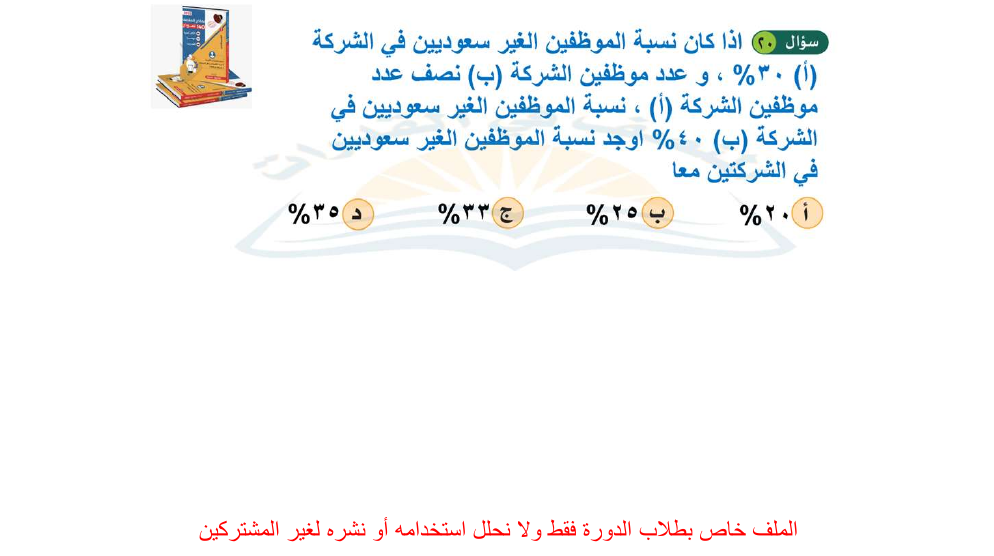 سؤال ٢٠ اذا كان نسبة الموظفين الغير سعوديين في الشركة
(أ) ٣٠% ، و عدد موظفين الشركة (ب) نصف عدد
موظفين الشركة (أ) ، نسبة الموظفين الغير سعوديين في
الشركة (ب) ٤٠% اوجد نسبة الموظفين الغير سعوديين
في الشركتين معا
أ ٢٠% ب ٢٥% ج ٣٣% د ٣٥%
الملف خاص بطلاب الدورة فقط ولا نحلل استخدامه أو نشره لغير المشتركين